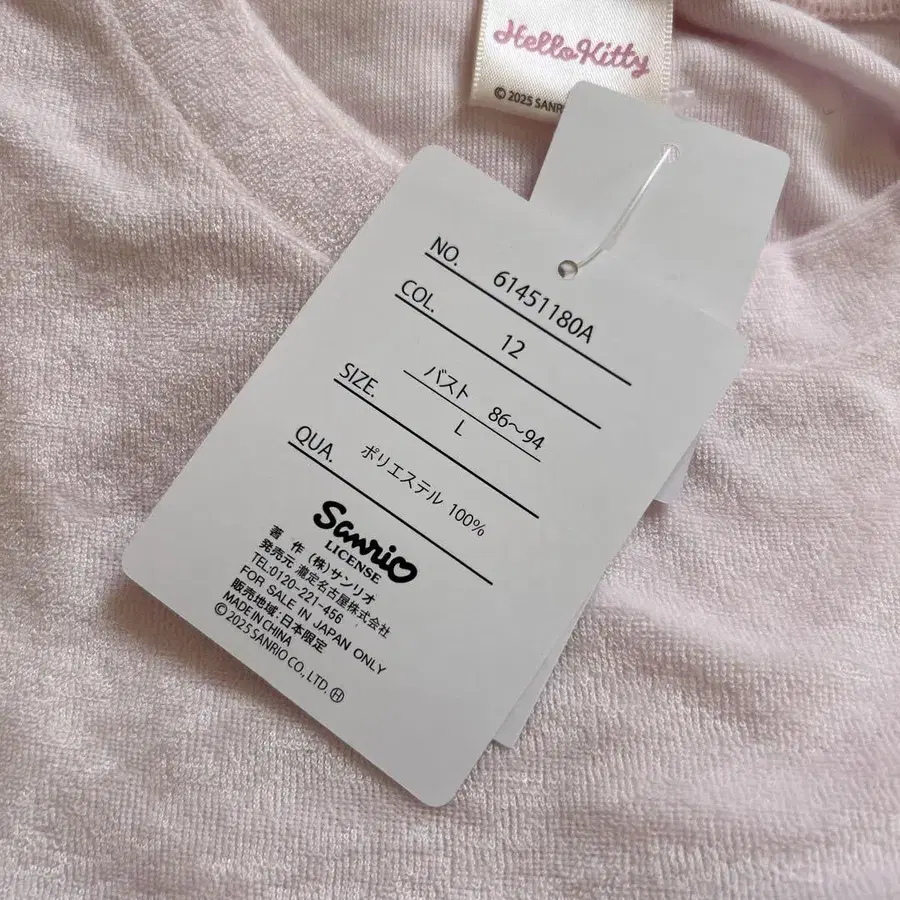 HelloKitty
© 2025 SANR
NO. 61451180A
COL. 12
SIZE. バスト 86〜94
L
QUA. ポリエステル 100%
Sanrio
LICENSE
著 作 (株)サンリオ
発売元 瀧定名古屋株式会社
TEL:0120-221-456
FOR SALE IN JAPAN ONLY
販売地域:日本限定
MADE IN CHINA
© 2025 SANRIO CO., LTD. Ⓗ